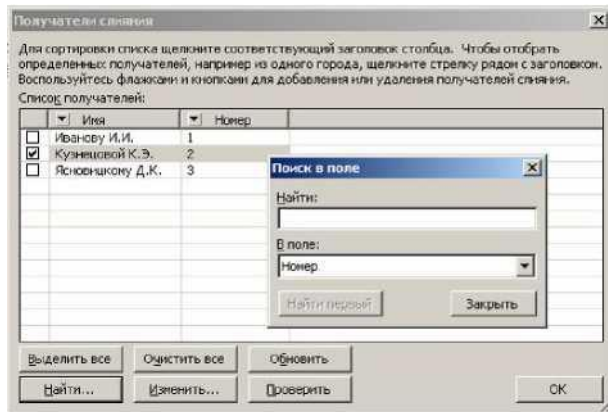 Получатели слияния
Для сортировки списка щелкните соответствующий заголовок столбца. Чтобы отобрать
определенных получателей, например из одного города, щелкните стрелку рядом с заголовком.
Воспользуйтесь флажками и кнопками для добавления или удаления получателей слияния.
Список получателей:
Имя Номер
Иванову И.И. 1
Кузнецовой К.Э. 2
Ясновицкому Д.К. 3
Поиск в поле
Найти:
В поле:
Номер
Найти первый Закрыть
Выделить все Очистить все Обновить
Найти... Изменить... Проверить OK